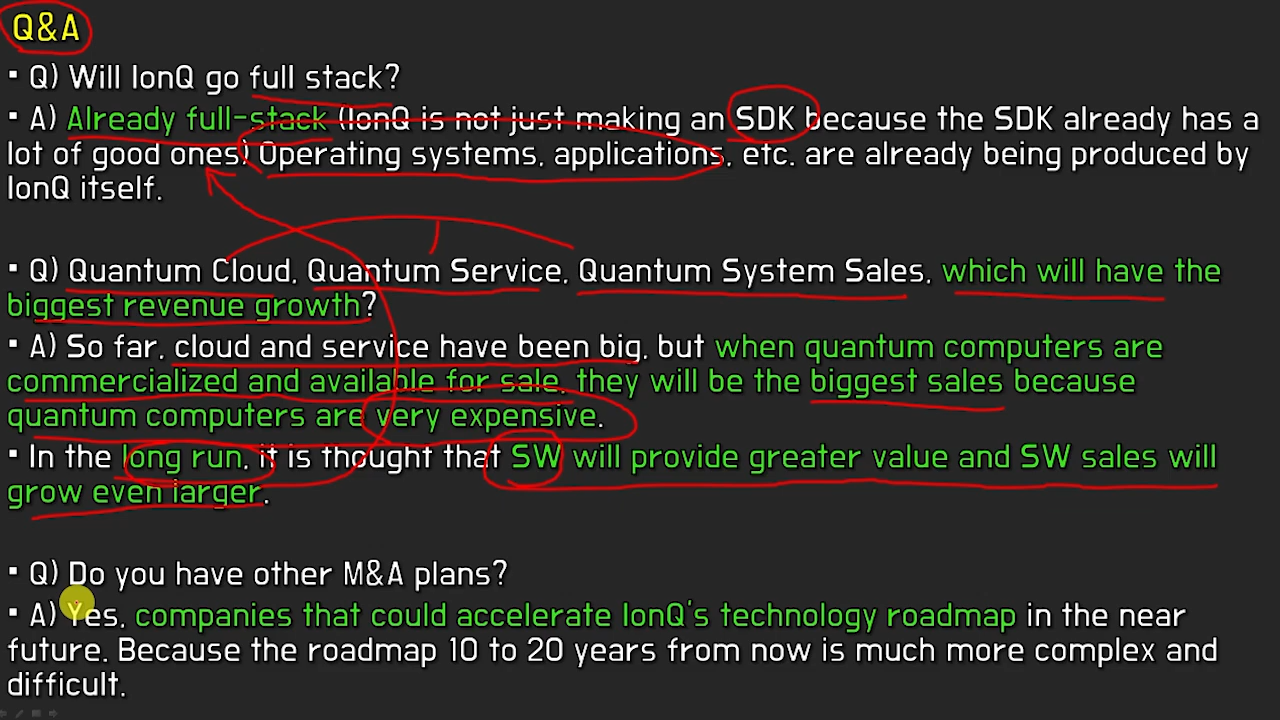 Q&A
▪ Q) Will IonQ go full stack?
▪ A) Already full-stack (IonQ is not just making an SDK because the SDK already has a
lot of good ones) Operating systems, applications, etc. are already being produced by
IonQ itself.
▪ Q) Quantum Cloud, Quantum Service, Quantum System Sales, which will have the
biggest revenue growth?
▪ A) So far, cloud and service have been big, but when quantum computers are
commercialized and available for sale, they will be the biggest sales because
quantum computers are very expensive.
▪ In the long run, it is thought that SW will provide greater value and SW sales will
grow even larger.
▪ Q) Do you have other M&A plans?
▪ A) Yes, companies that could accelerate IonQ's technology roadmap in the near
future. Because the roadmap 10 to 20 years from now is much more complex and
difficult.